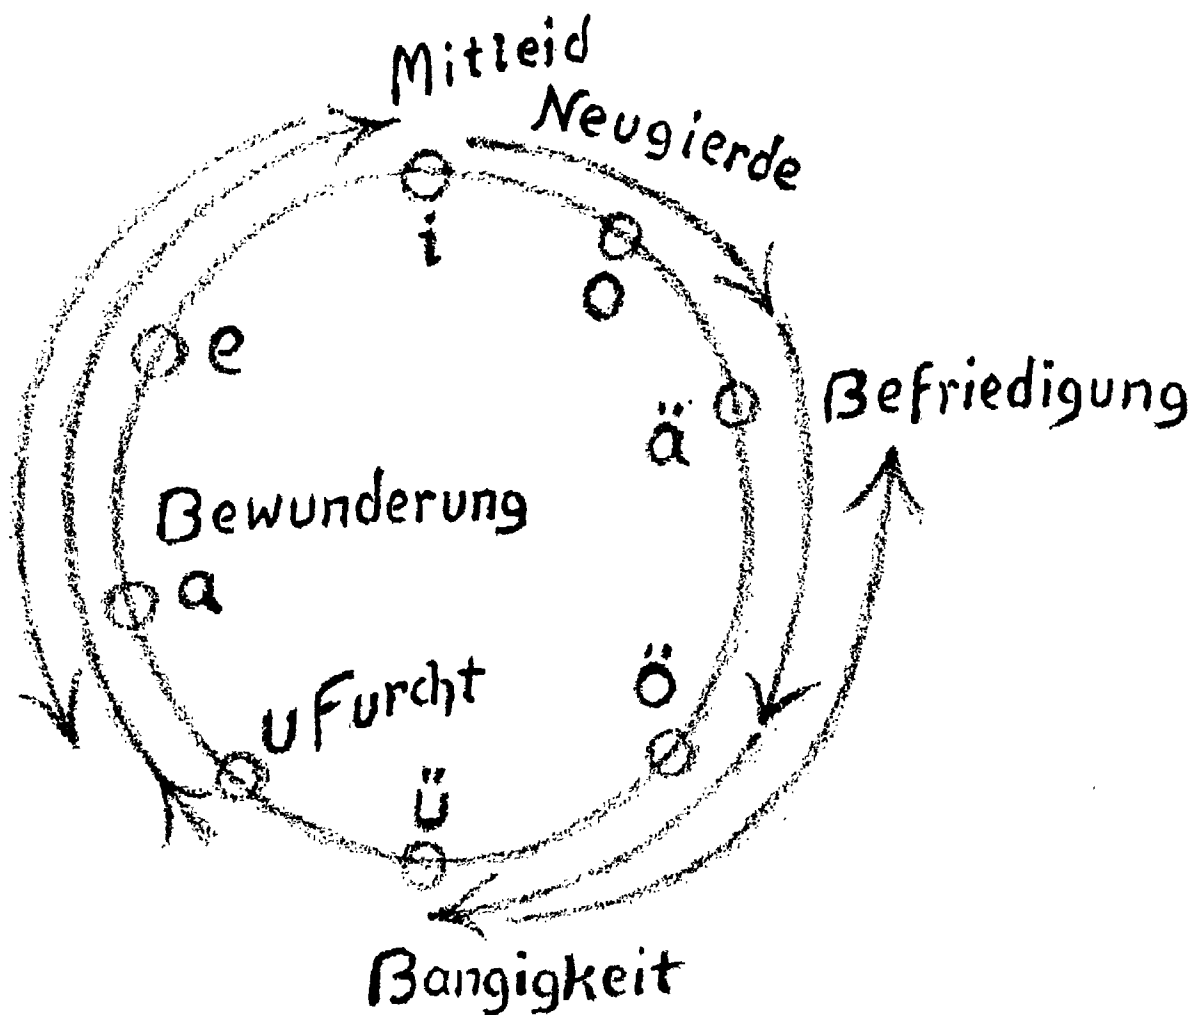 Mitleid
Neugierde
i
o
e
ä
Befriedigung
Bewunderung
a
ö
u Furcht
ü
Bangigkeit